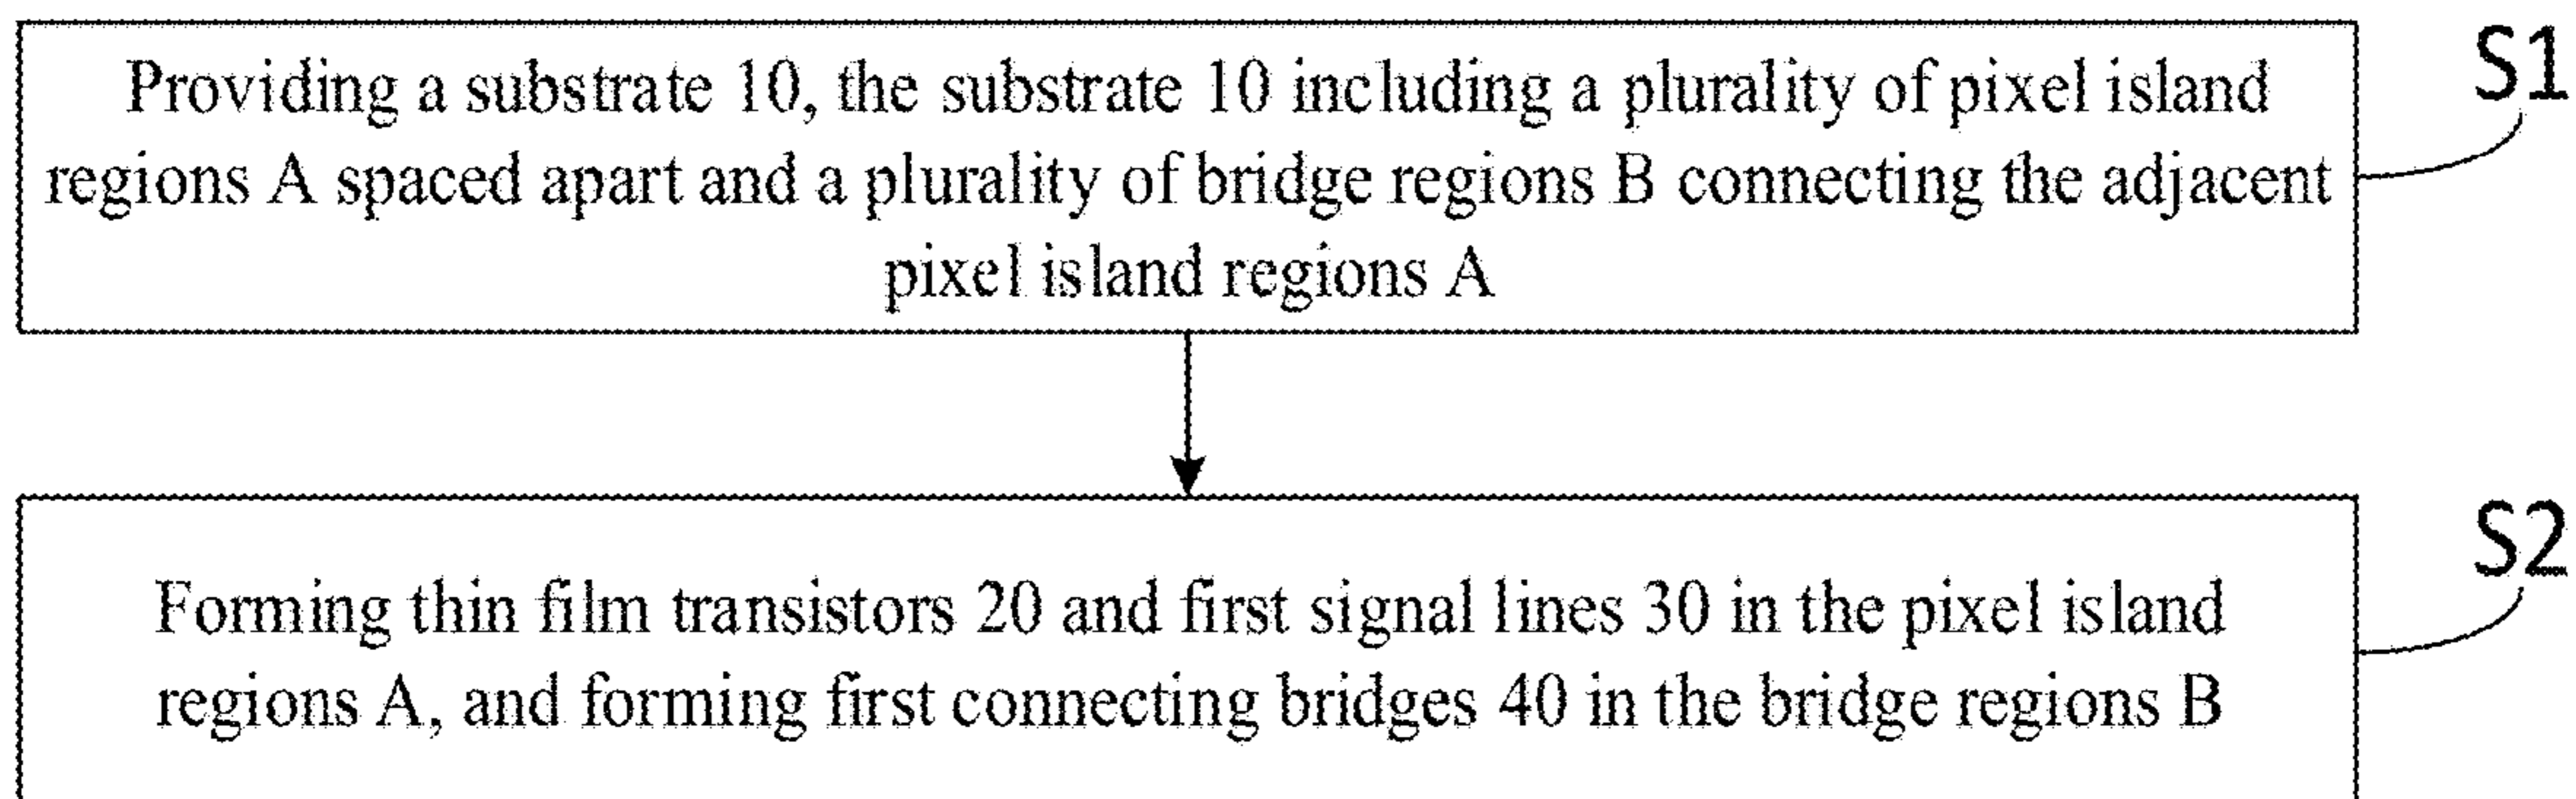 Providing a substrate 10, the substrate 10 including a plurality of pixel island
regions A spaced apart and a plurality of bridge regions B connecting the adjacent
pixel island regions A
S1
Forming thin film transistors 20 and first signal lines 30 in the pixel island
regions A, and forming first connecting bridges 40 in the bridge regions B
S2